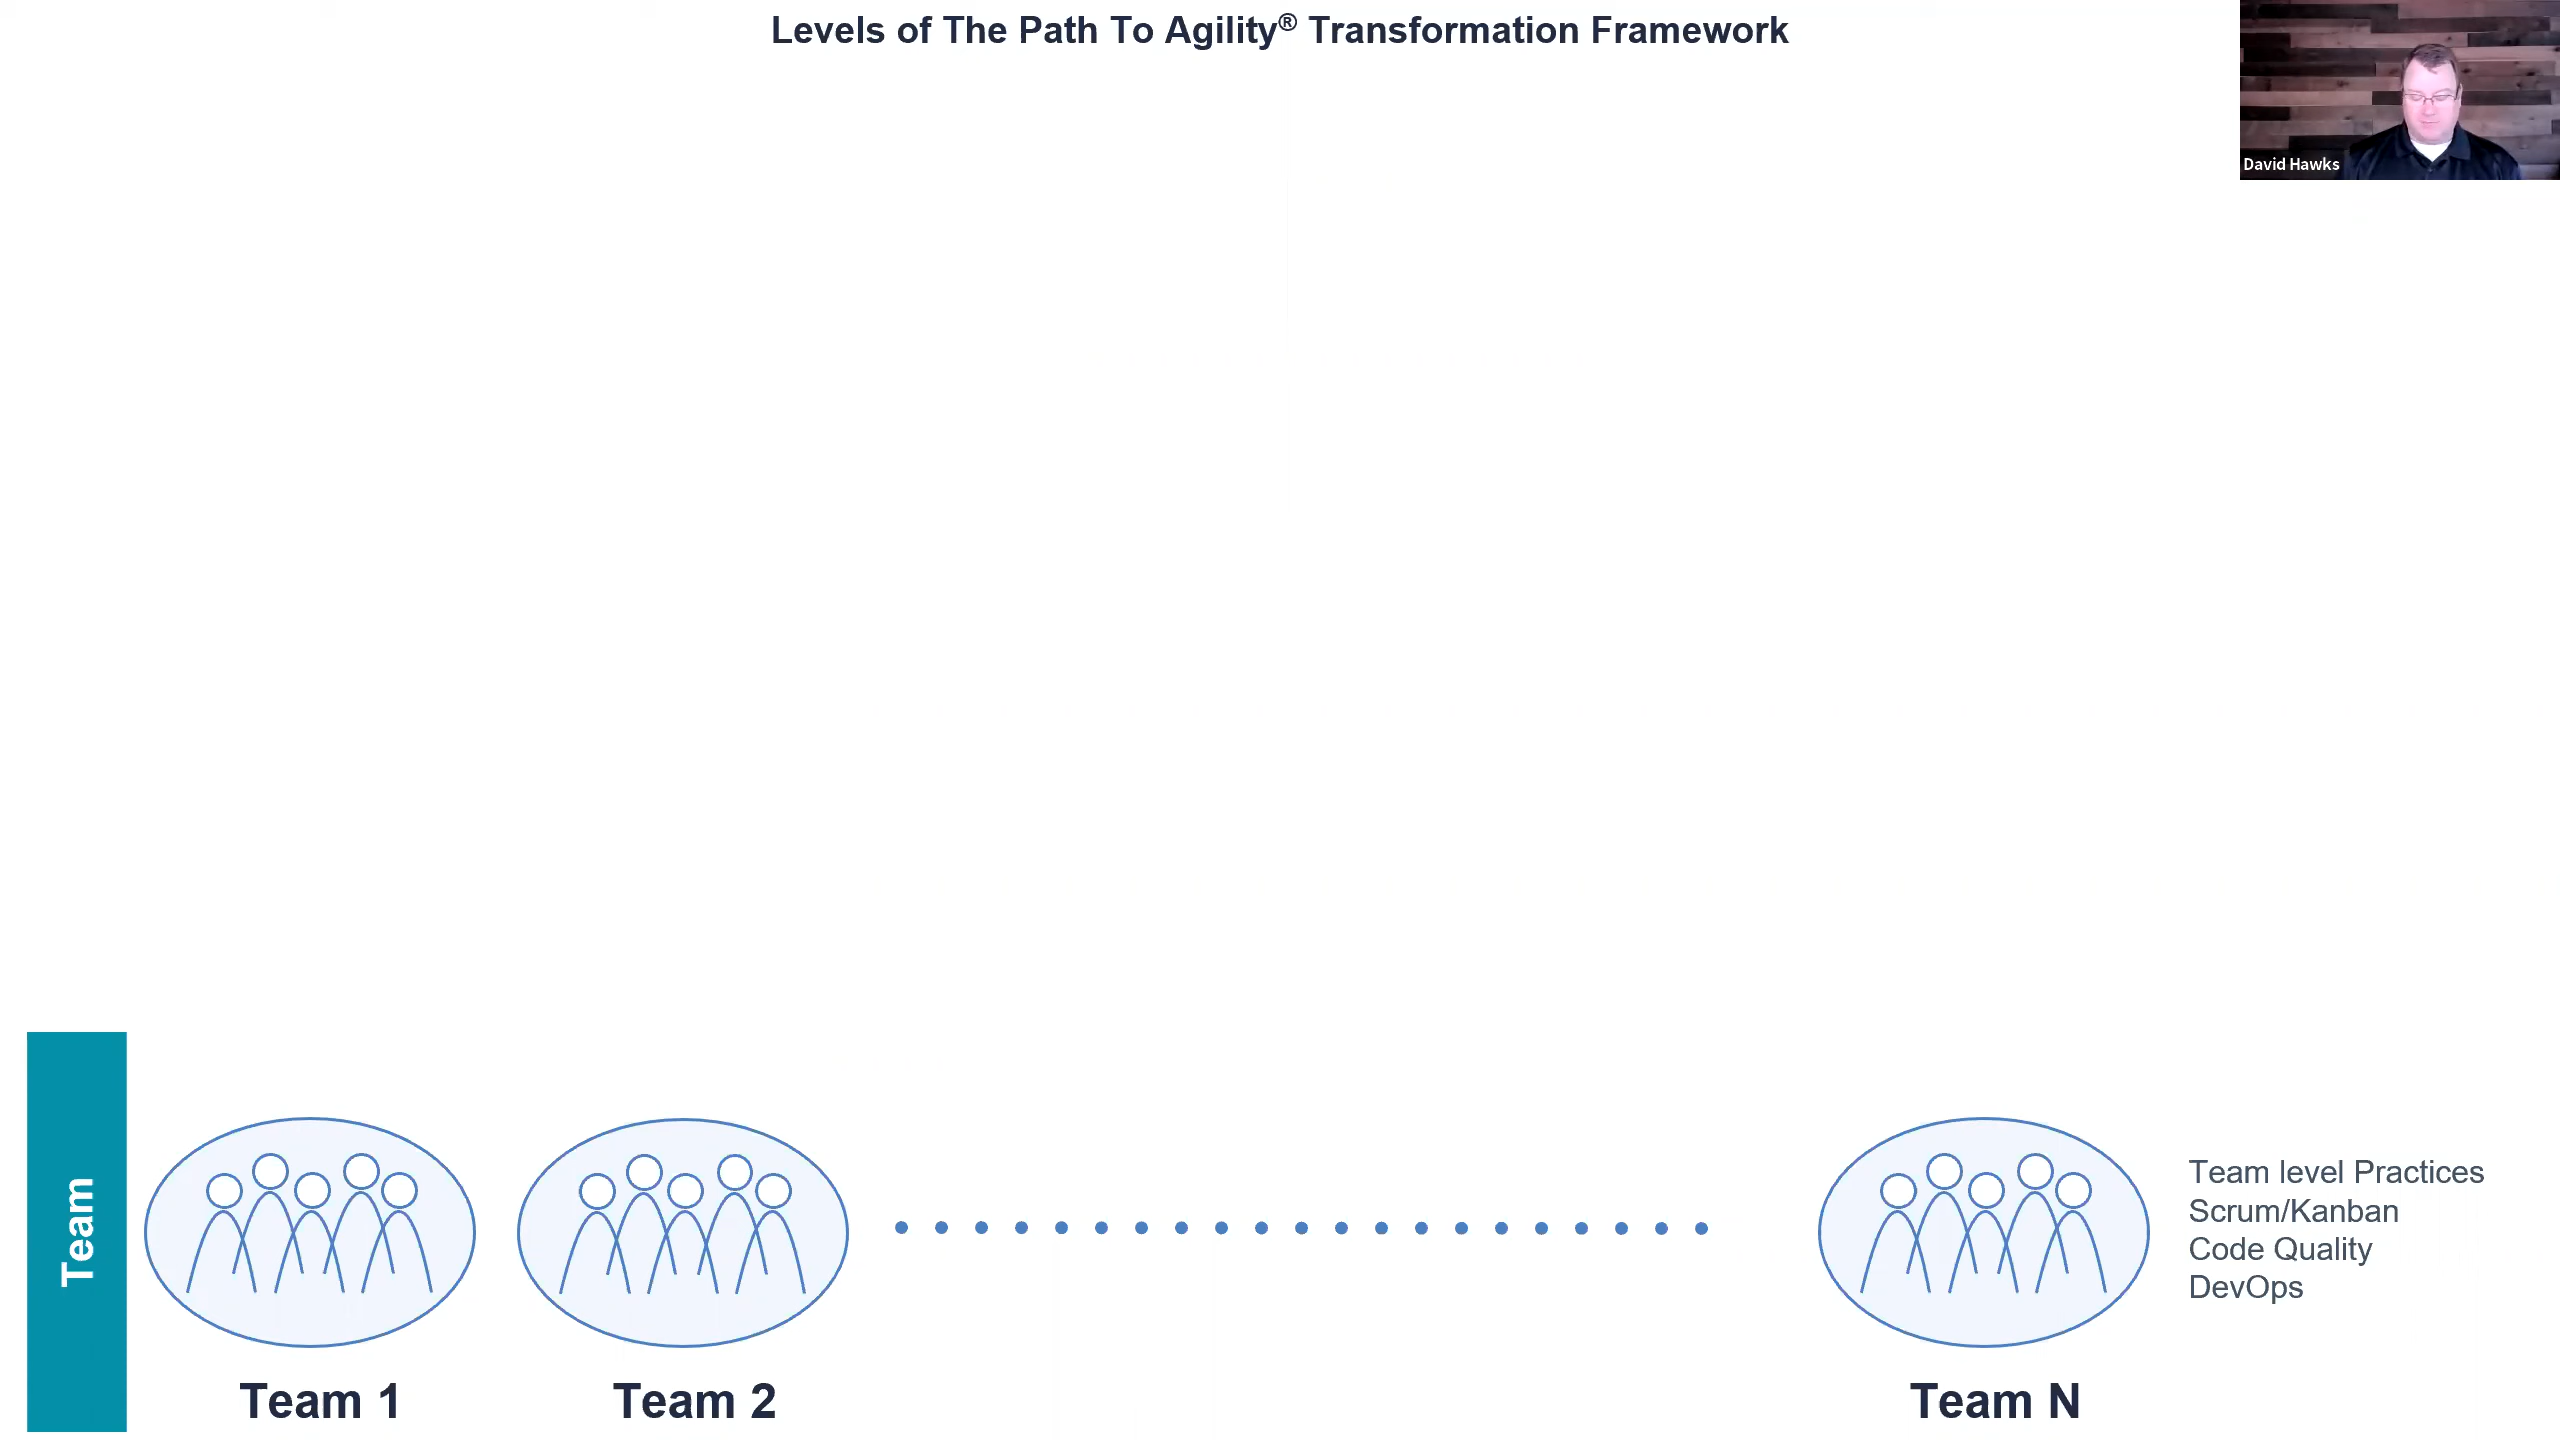 Levels of The Path To Agility® Transformation Framework
David Hawks
Team
Team level Practices
Scrum/Kanban
Code Quality
DevOps
Team 1
Team 2
Team N